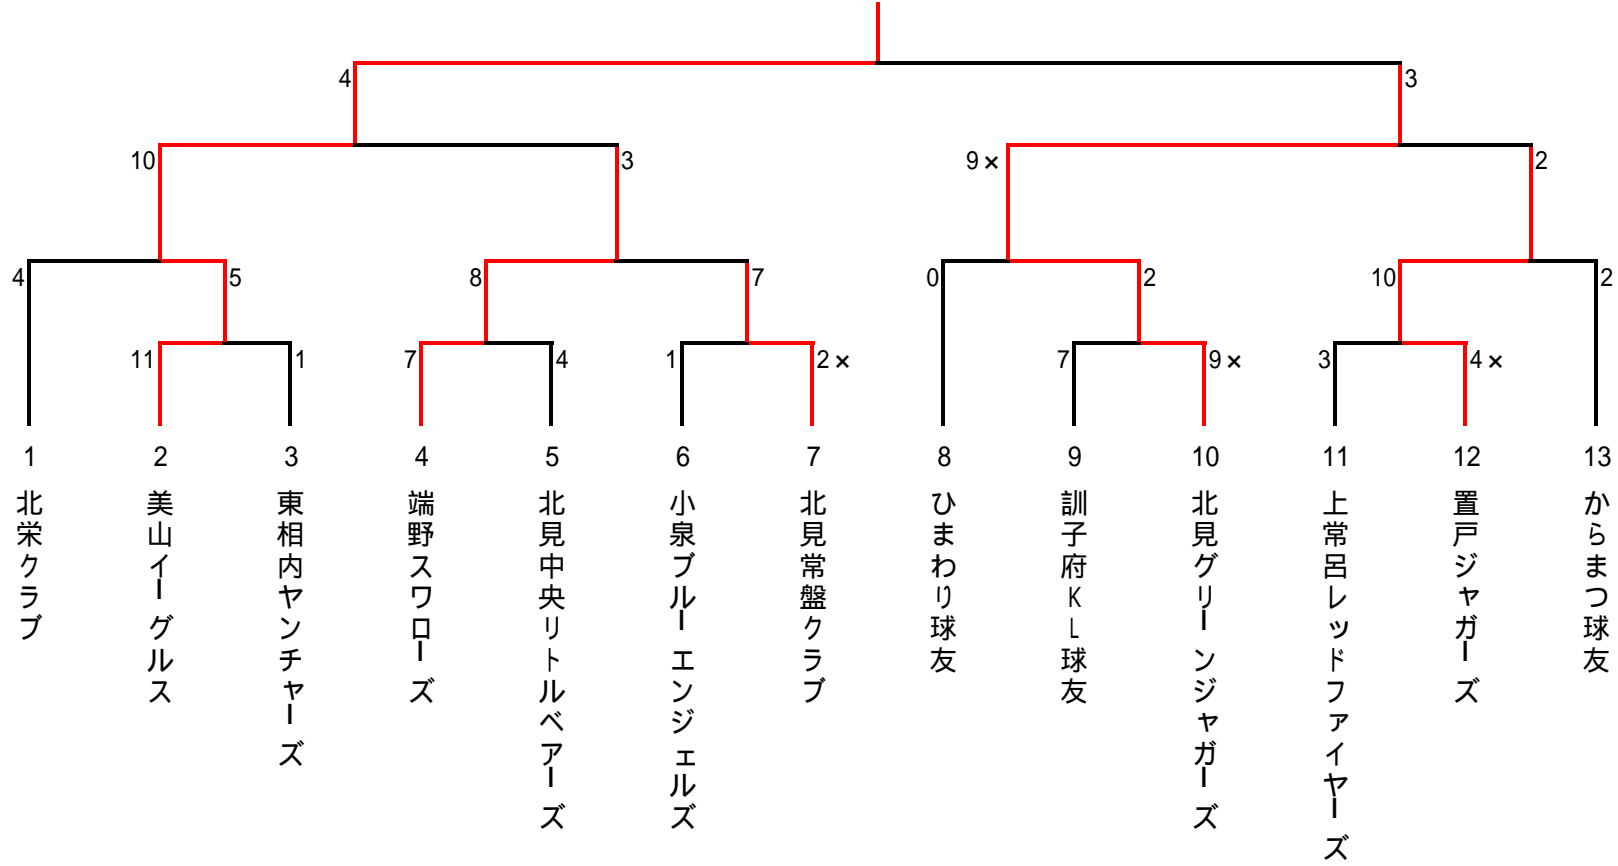 4
3
10
3
9×
2
4
5
8
7
0
2
10
2
11
1
7
4
1
2×
7
9×
3
4×
1
2
3
4
5
6
7
8
9
10
11
12
13
北栄クラブ
美山イーグルス
東相内ヤンチャーズ
端野スワローズ
北見中央リトルベアーズ
小泉ブルーエンジェルズ
北見常盤クラブ
ひまわり球友
訓子府KL球友
北見グリーンジャガーズ
上常呂レッドファイヤーズ
置戸ジャガーズ
からまつ球友